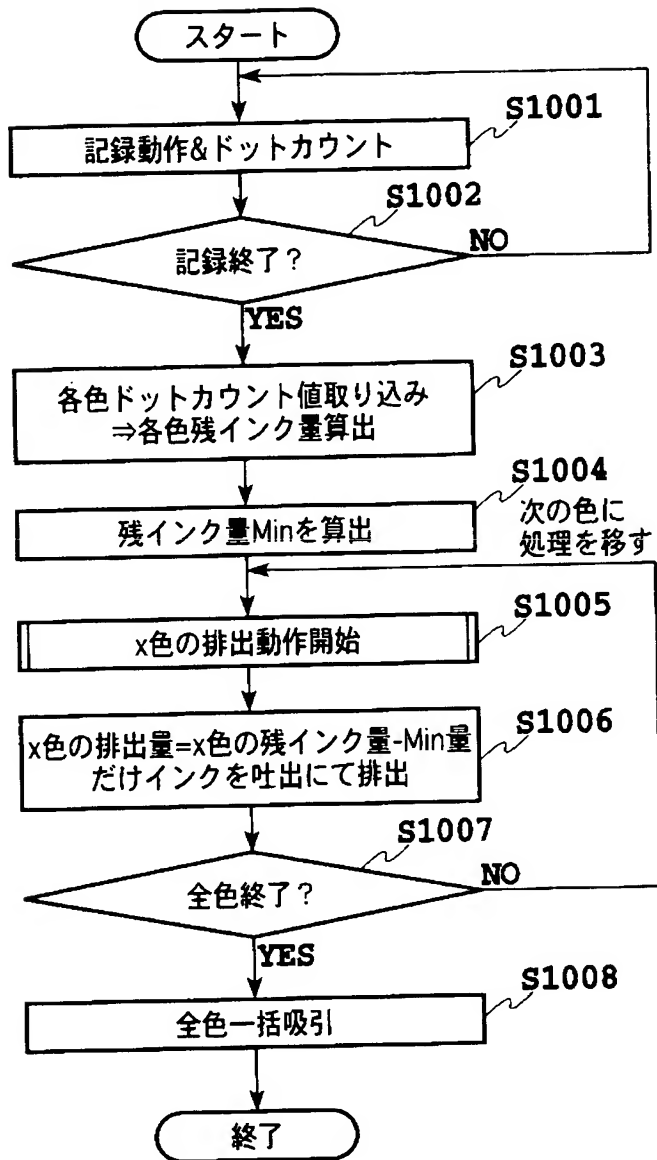 スタート
S1001
記録動作&ドットカウント
S1002
記録終了？
NO
YES
S1003
各色ドットカウント値取り込み
⇒各色残インク量算出
S1004
残インク量Minを算出
次の色に
処理を移す
S1005
x色の排出動作開始
S1006
x色の排出量=x色の残インク量-Min量
だけインクを吐出にて排出
S1007
全色終了？
NO
YES
S1008
全色一括吸引
終了